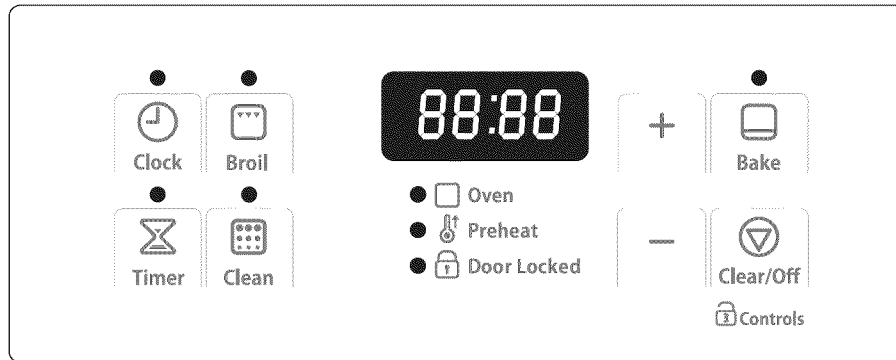 88:88
Clock
Broil
+
Bake
Oven
Preheat
Door Locked
Timer
Clean
−
Clear/Off
3 Controls